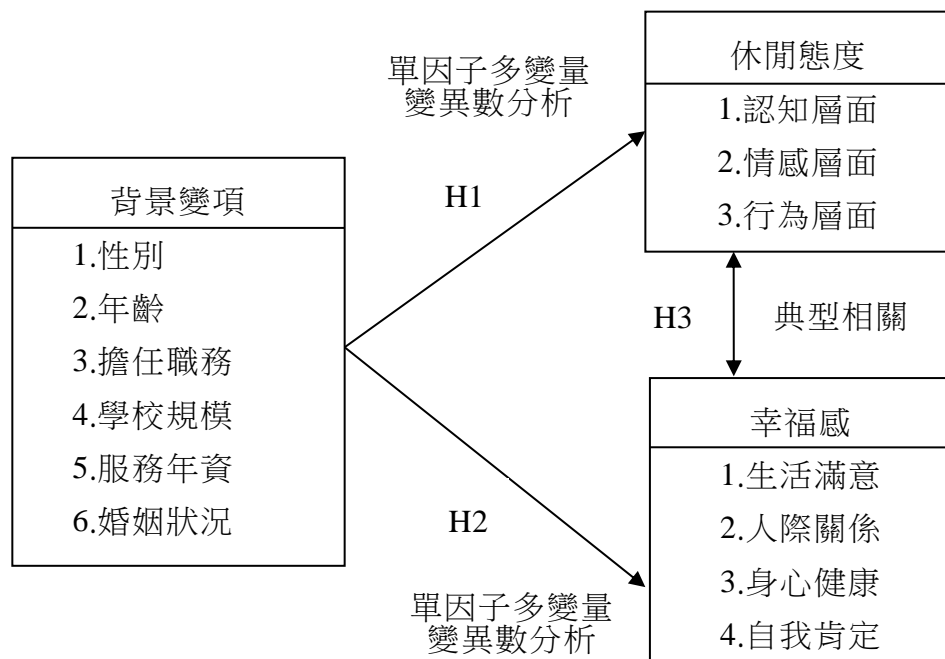 單因子多變量
變異數分析
H1
背景變項
1.性別
2.年齡
3.擔任職務
4.學校規模
5.服務年資
6.婚姻狀況
休閒態度
1.認知層面
2.情感層面
3.行為層面
H3
典型相關
H2
單因子多變量
變異數分析
幸福感
1.生活滿意
2.人際關係
3.身心健康
4.自我肯定